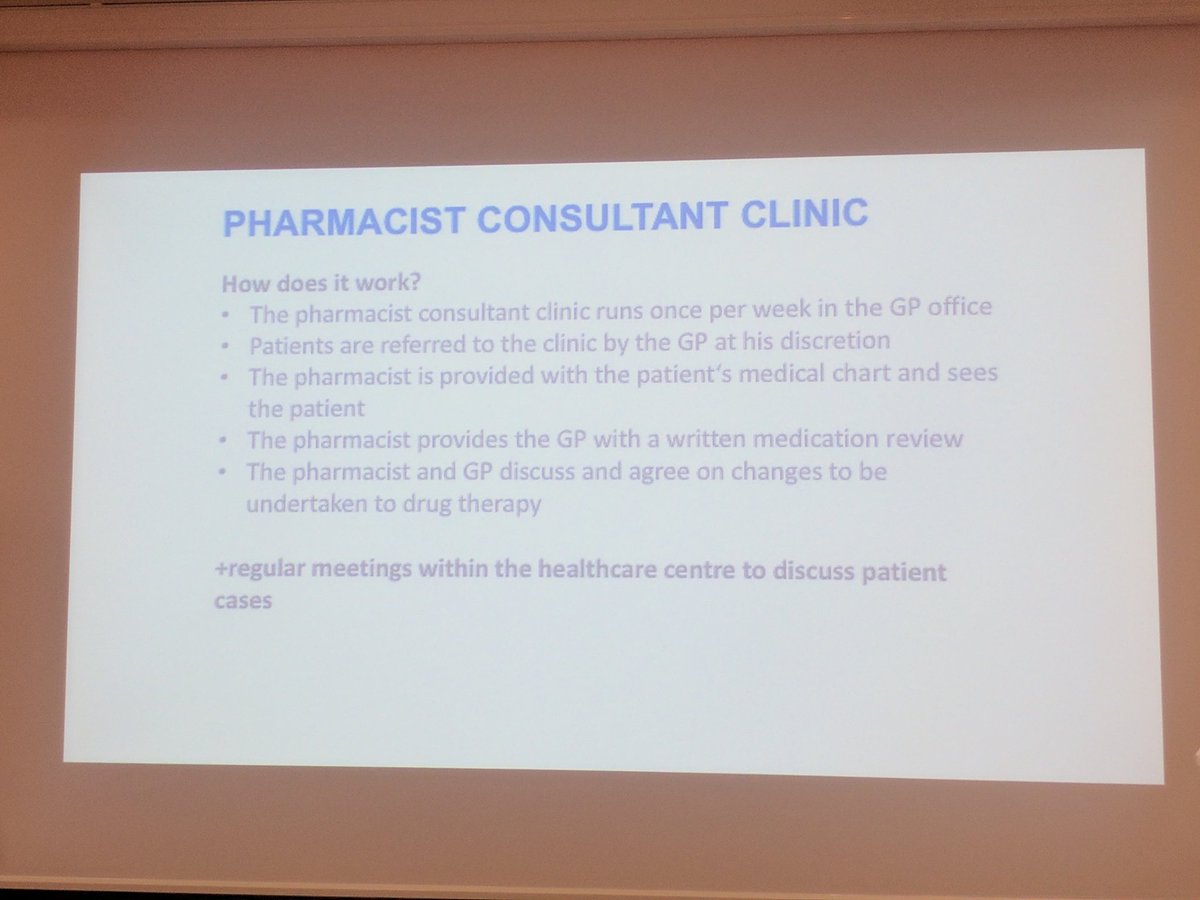 PHARMACIST CONSULTANT CLINIC
How does it work?
• The pharmacist consultant clinic runs once per week in the GP office
• Patients are referred to the clinic by the GP at his discretion
• The pharmacist is provided with the patient‘s medical chart and sees
the patient
• The pharmacist provides the GP with a written medication review
• The pharmacist and GP discuss and agree on changes to be
undertaken to drug therapy
+regular meetings within the healthcare centre to discuss patient
cases